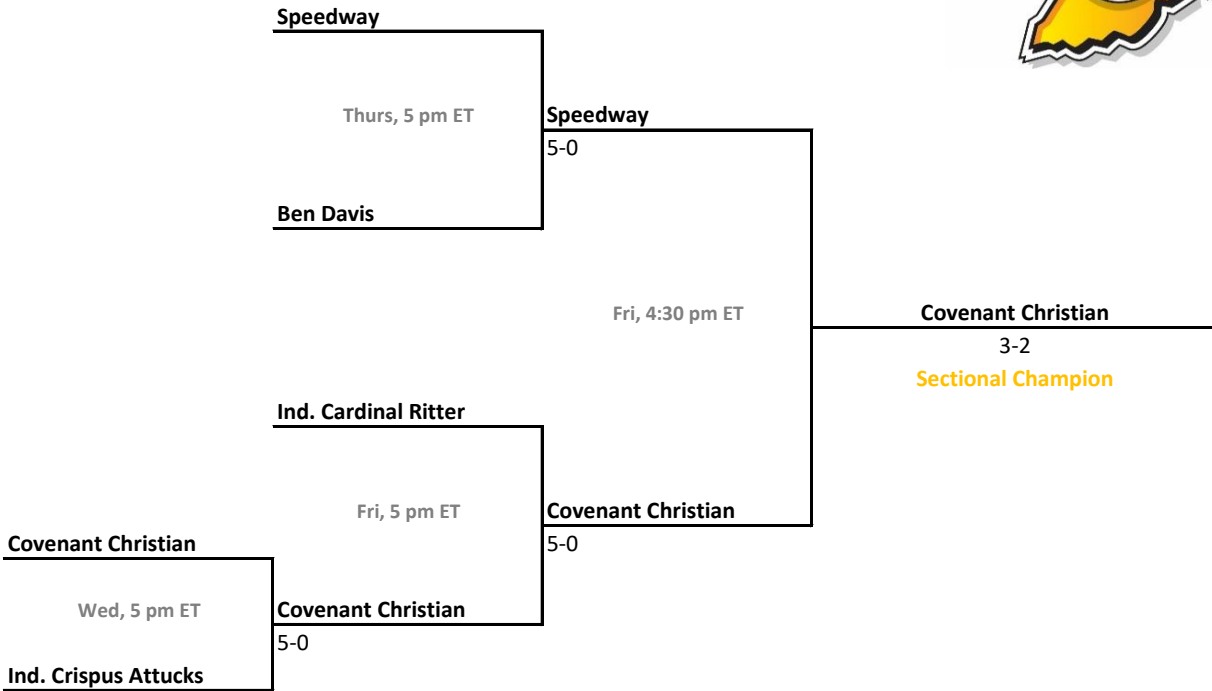 Speedway
Thurs, 5 pm ET
Speedway
5-0
Ben Davis
Fri, 4:30 pm ET
Covenant Christian
3-2
Sectional Champion
Ind. Cardinal Ritter
Fri, 5 pm ET
Covenant Christian
5-0
Covenant Christian
Wed, 5 pm ET
Covenant Christian
5-0
Ind. Crispus Attucks